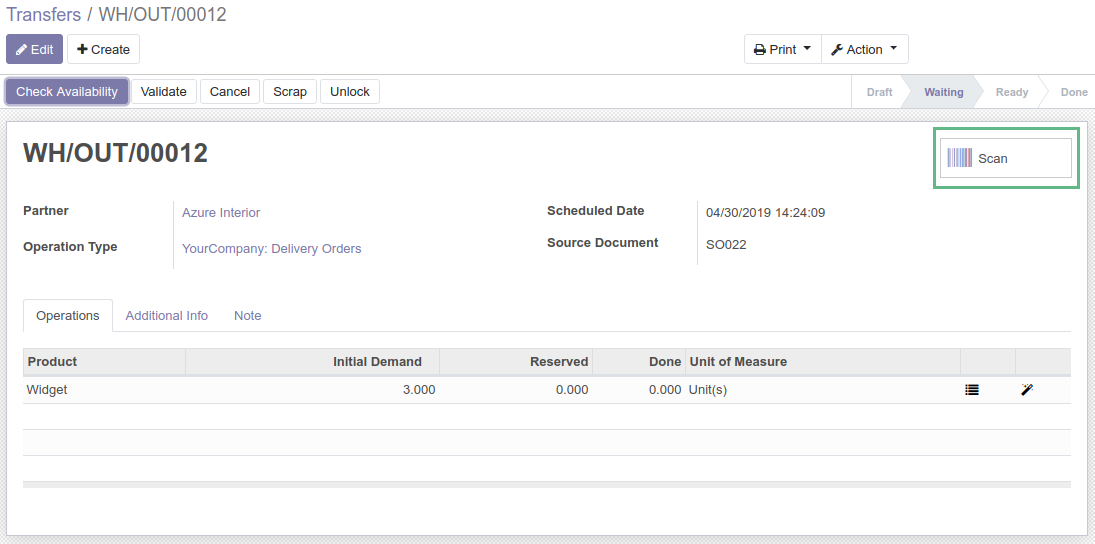 Transfers / WH/OUT/00012
Edit Create Print Action
Check Availability Validate Cancel Scrap Unlock Draft Waiting Ready Done
WH/OUT/00012
Scan
Partner Azure Interior Scheduled Date 04/30/2019 14:24:09
Operation Type YourCompany: Delivery Orders Source Document SO022
Operations Additional Info Note
Product Initial Demand Reserved Done Unit of Measure
Widget 3.000 0.000 0.000 Unit(s)